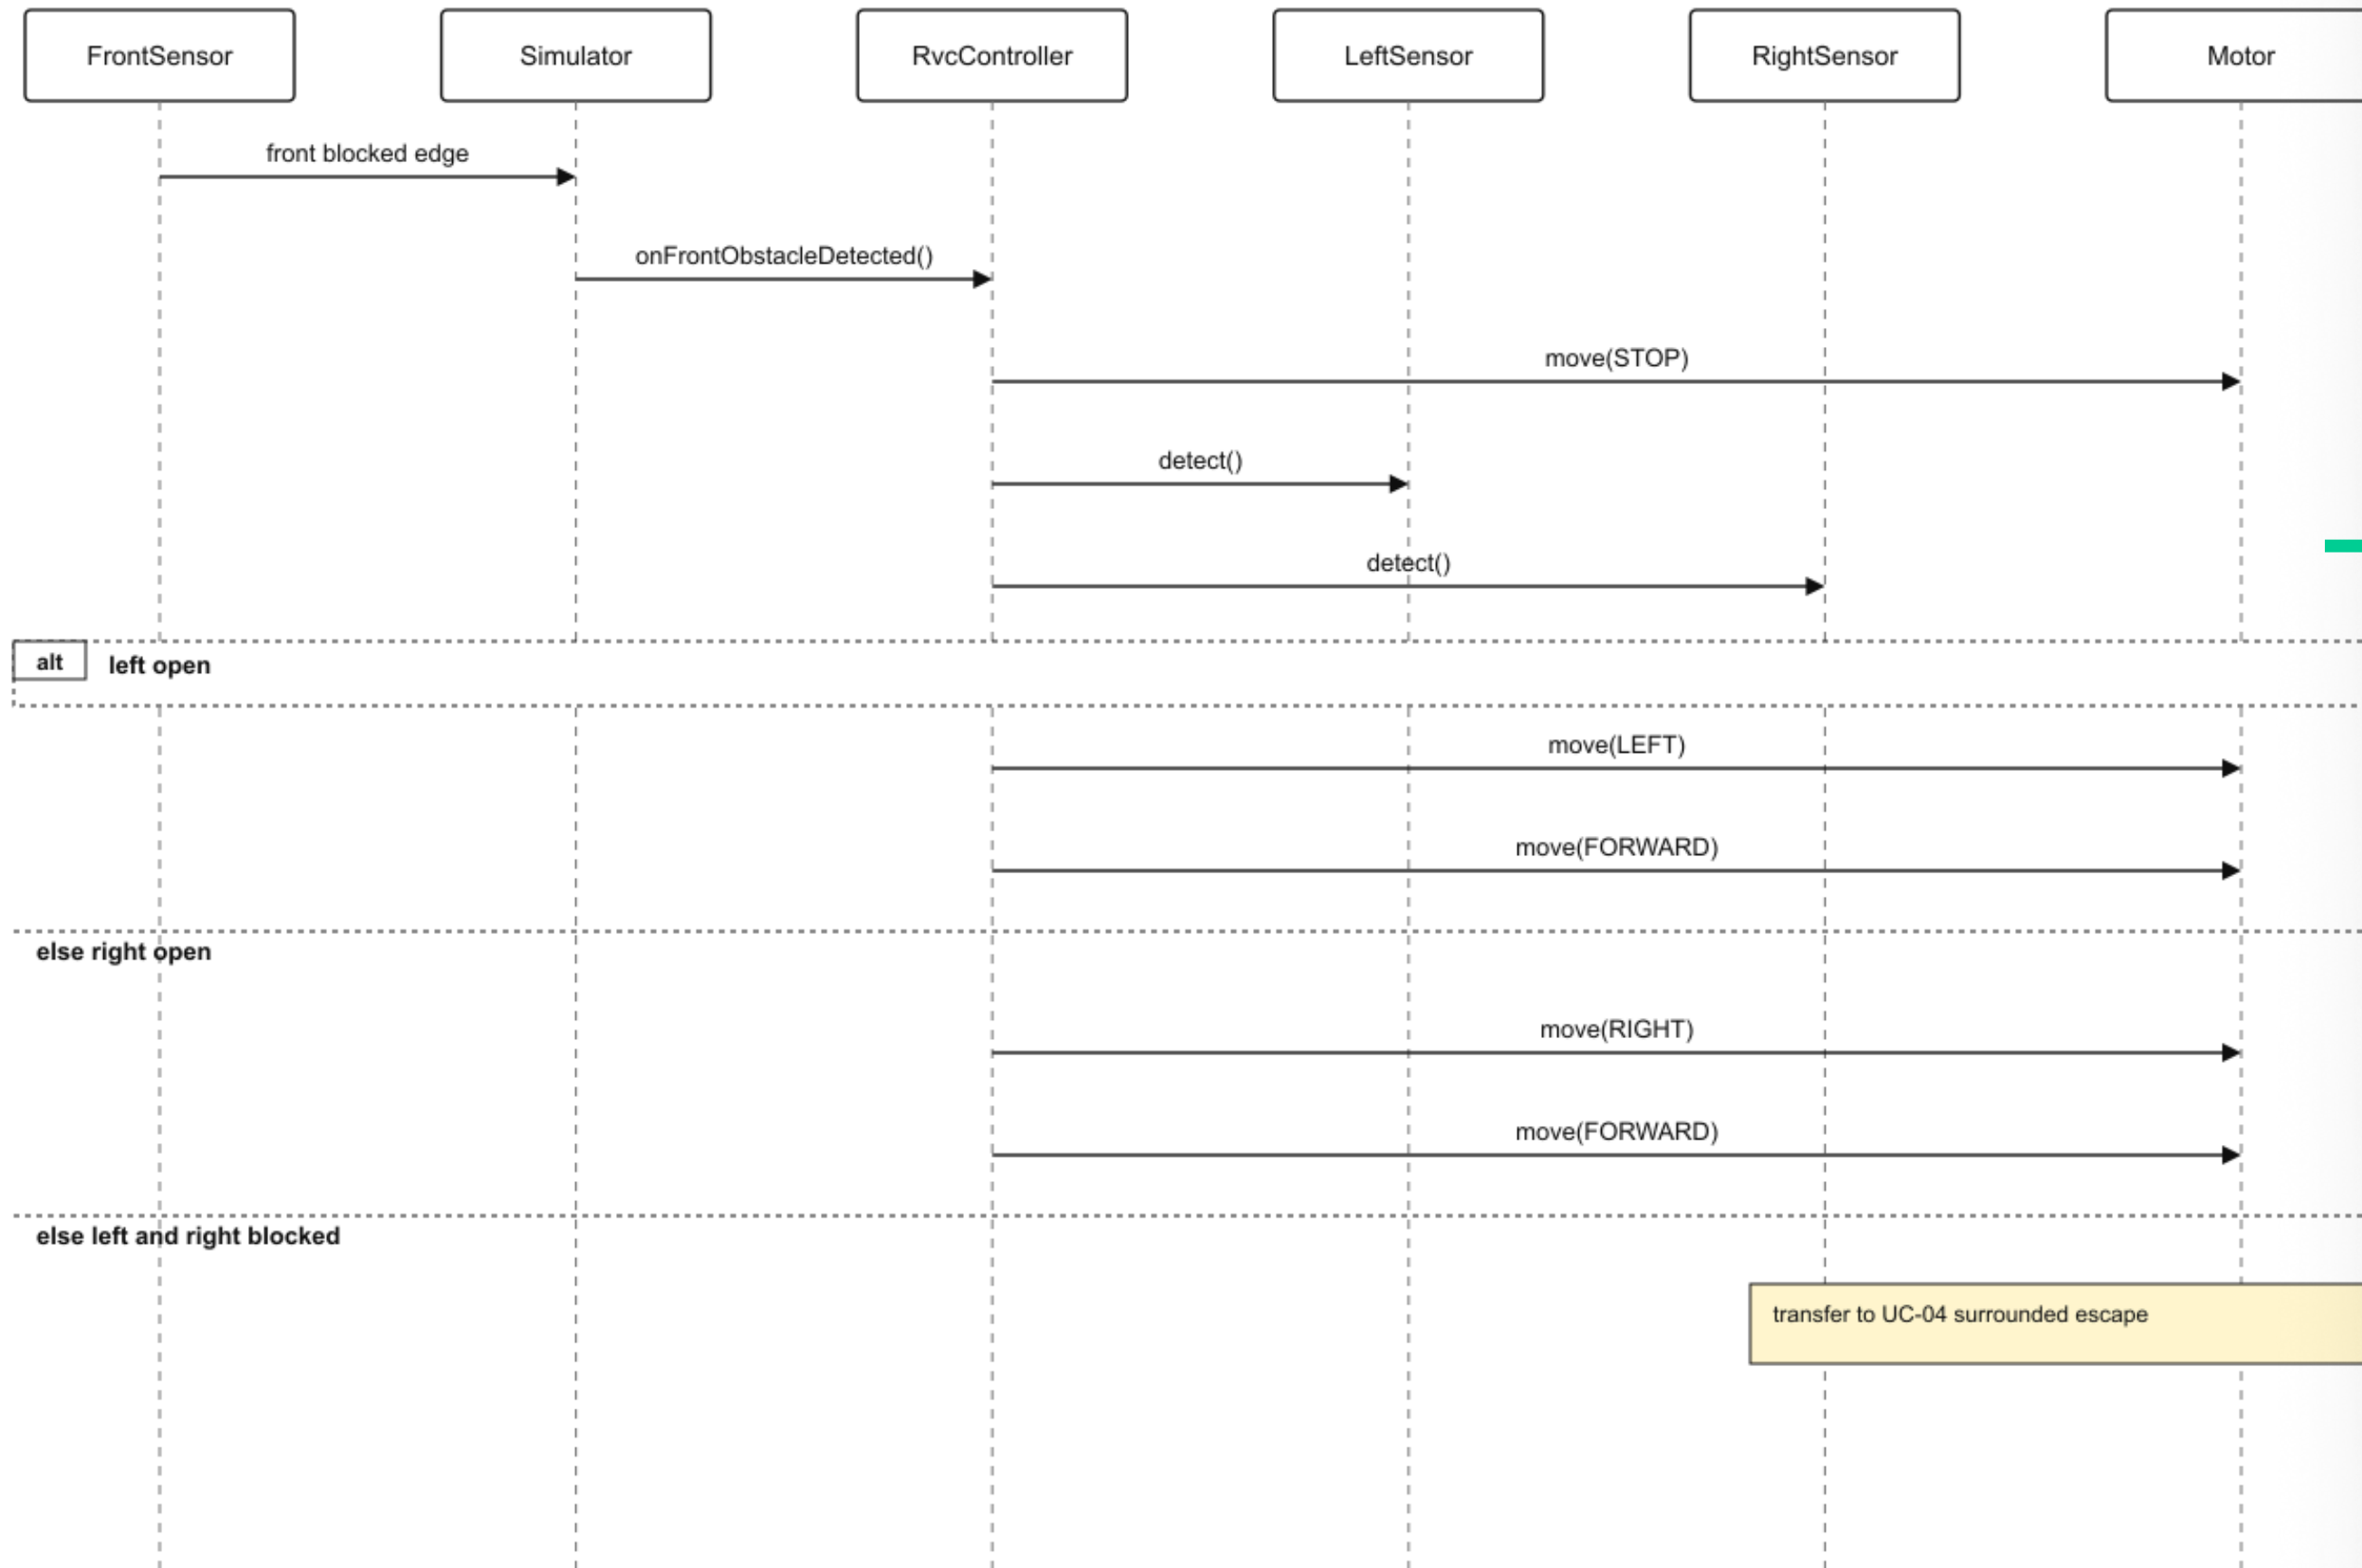 FrontSensor
Simulator
RvcController
LeftSensor
RightSensor
Motor
front blocked edge
onFrontObstacleDetected()
move(STOP)
detect()
detect()
alt
left open
move(LEFT)
move(FORWARD)
else right open
move(RIGHT)
move(FORWARD)
else left and right blocked
transfer to UC-04 surrounded escape